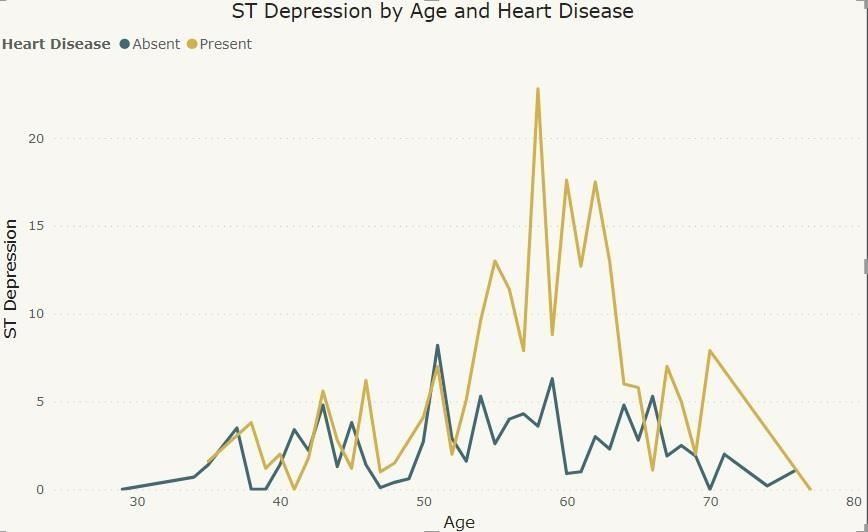 ST Depression by Age and Heart Disease
Heart Disease Absent Present
20
15
10
5
0
ST Depression
30 40 50 60 70 80
Age